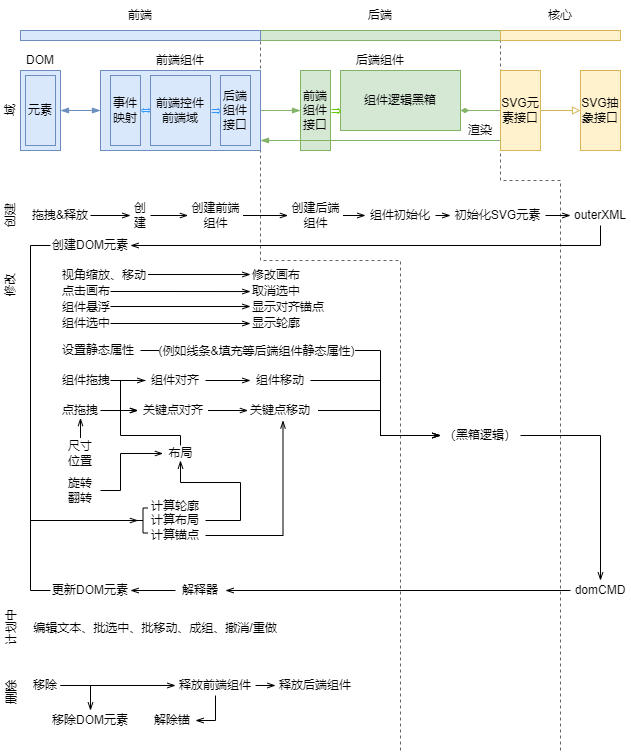 前端
后端
核心
DOM
前端组件
后端组件
域
元素
事件
映射
前端控件
前端域
后端
组件
接口
前端
组件
接口
组件逻辑黑箱
渲染
SVG元
素接口
SVG抽
象接口
创建
拖拽&释放
创
建
创建前端
组件
创建后端
组件
组件初始化
初始化SVG元素
outerXML
创建DOM元素
修改
视角缩放、移动
修改画布
点击画布
取消选中
组件悬浮
显示对齐锚点
组件选中
显示轮廓
设置静态属性
(例如线条&填充等后端组件静态属性)
组件拖拽
组件对齐
组件移动
点拖拽
关键点对齐
关键点移动
(黑箱逻辑)
尺寸
位置
布局
旋转
翻转
计算轮廓
计算布局
计算锚点
更新DOM元素
解释器
domCMD
计划中
编辑文本、批选中、批移动、成组、撤消/重做
删除
移除
释放前端组件
释放后端组件
移除DOM元素
解除锚